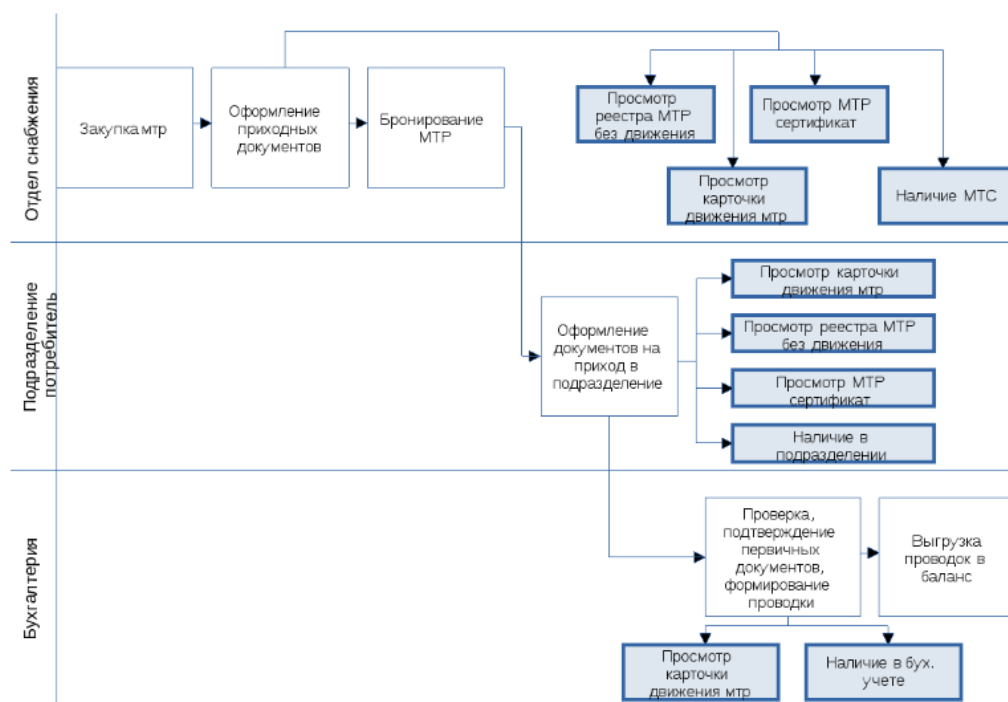 Отдел снабжения
Закупка мтр
Оформление
приходных
документов
Бронирование
МТР
Просмотр
реестра МТР
без движения
Просмотр МТР
сертификат
Просмотр
карточки
движения мтр
Наличие МТС
Подразделение
потребитель
Оформление
документов на
приход в
подразделение
Просмотр карточки
движения мтр
Просмотр реестра МТР
без движения
Просмотр МТР
сертификат
Наличие в
подразделении
Бухгалтерия
Проверка,
подтверждение
первичных
документов,
формирование
проводки
Выгрузка
проводок в
баланс
Просмотр
карточки
движения мтр
Наличие в бух.
учете